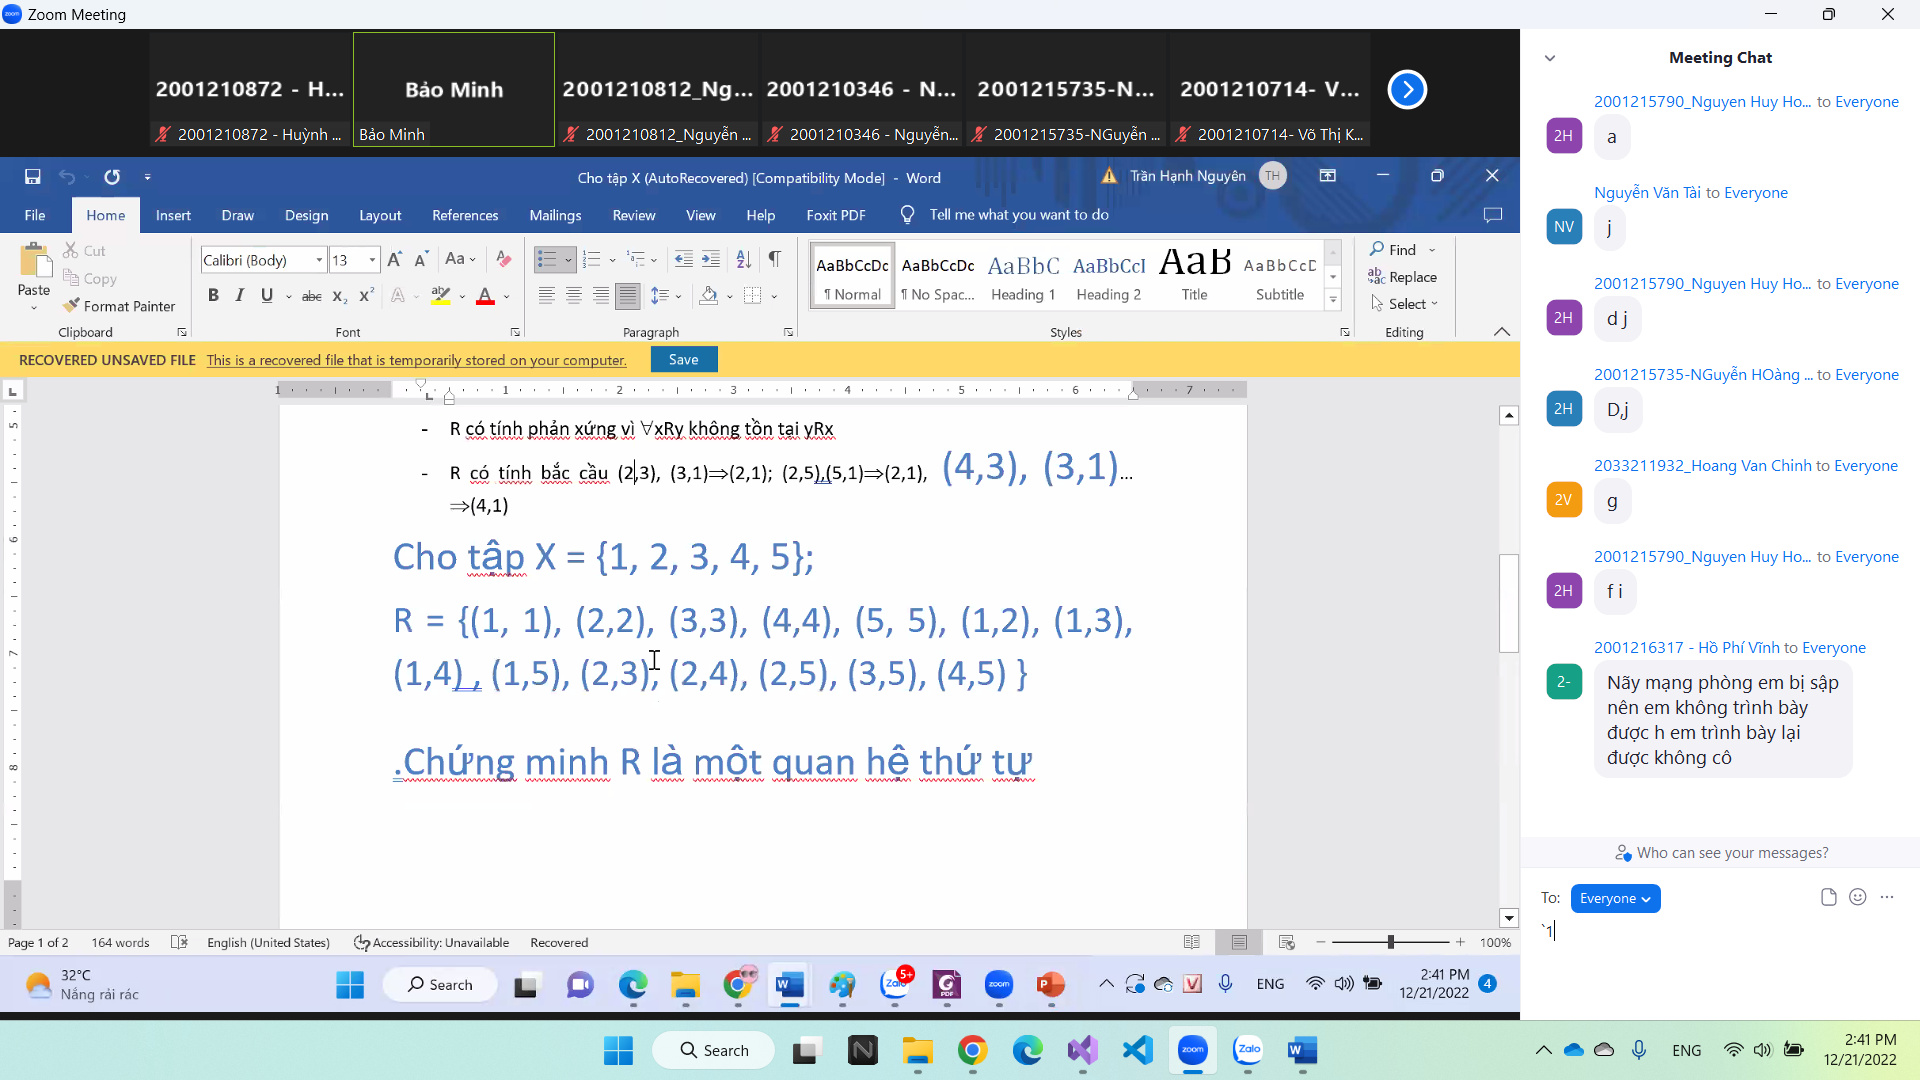 Zoom Meeting
2001210872 - H...
Bảo Minh
2001210812_Ng...
2001210346 - N...
2001215735-N...
2001210714- V...
2001210872 - Huỳnh ...
Bảo Minh
2001210812_Nguyễn ...
2001210346 - Nguyễn...
2001215735-NGuyễn ...
2001210714- Võ Thị K...
Cho tập X (AutoRecovered) [Compatibility Mode] - Word
Trần Hạnh Nguyên
TH
File Home Insert Draw Design Layout References Mailings Review View Help Foxit PDF Tell me what you want to do
Paste
Cut
Copy
Format Painter
Clipboard
Calibri (Body) 13
Font
Paragraph
AaBbCcDc
¶ Normal
AaBbCcDc
¶ No Spac...
AaBbC
Heading 1
AaBbCcI
Heading 2
AaB
Title
AaBbCcD
Subtitle
Styles
Find
Replace
Select
Editing
RECOVERED UNSAVED FILE This is a recovered file that is temporarily stored on your computer. Save
- R có tính phản xứng vì ∀xRy không tồn tại yRx
- R có tính bắc cầu (2,3), (3,1)⇒(2,1); (2,5),(5,1)⇒(2,1), (4,3), (3,1)...
⇒(4,1)
Cho tập X = {1, 2, 3, 4, 5};
R = {(1, 1), (2,2), (3,3), (4,4), (5, 5), (1,2), (1,3),
(1,4) , (1,5), (2,3), (2,4), (2,5), (3,5), (4,5) }
.Chứng minh R là một quan hệ thứ tự
Page 1 of 2 164 words English (United States) Accessibility: Unavailable Recovered 100%
32°C
Nắng rải rác
Search
5+
ENG
2:41 PM
12/21/2022
4
Meeting Chat
2001215790_Nguyen Huy Ho... to Everyone
2H
a
Nguyễn Văn Tài to Everyone
NV
j
2001215790_Nguyen Huy Ho... to Everyone
2H
d j
2001215735-NGuyễn HOàng ... to Everyone
2H
D,j
2033211932_Hoang Van Chinh to Everyone
2V
g
2001215790_Nguyen Huy Ho... to Everyone
2H
f i
2001216317 - Hồ Phí Vĩnh to Everyone
2-
Nãy mạng phòng em bị sập
nên em không trình bày
được h em trình bày lại
được không cô
Who can see your messages?
To: Everyone
`1
Search
ENG
2:41 PM
12/21/2022